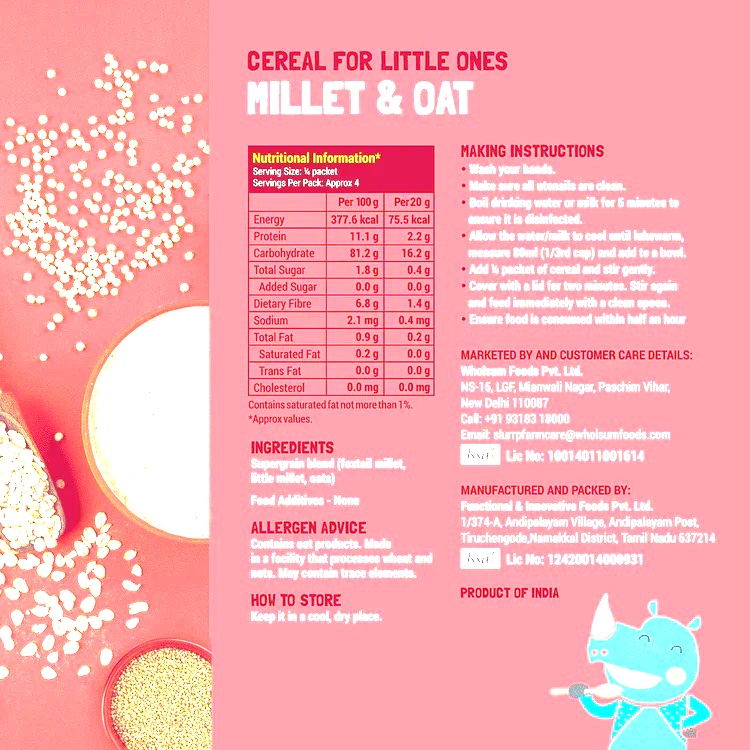 CEREAL FOR LITTLE ONES
MILLET & OAT
Nutritional Information*
Serving Size: ¼ packet
Servings Per Pack: Approx 4
Per 100 g Per 20 g
Energy 377.6 kcal 75.5 kcal
Protein 11.1 g 2.2 g
Carbohydrate 81.2 g 16.2 g
Total Sugar 1.8 g 0.4 g
Added Sugar 0.0 g 0.0 g
Dietary Fibre 6.8 g 1.4 g
Sodium 2.1 mg 0.4 mg
Total Fat 0.9 g 0.2 g
Saturated Fat 0.2 g 0.0 g
Trans Fat 0.0 g 0.0 g
Cholesterol 0.0 mg 0.0 mg
Contains saturated fat not more than 1%.
*Approx values.
INGREDIENTS
Supergrain blend (foxtail millet,
little millet, oats)
Food Additives - None
ALLERGEN ADVICE
Contains oat products. Made
in a facility that processes wheat and
nuts. May contain trace elements.
HOW TO STORE
Keep it in a cool, dry place.
MAKING INSTRUCTIONS
• Wash your hands.
• Make sure all utensils are clean.
• Boil drinking water or milk for 5 minutes to
ensure it is disinfected.
• Allow the water/milk to cool until lukewarm,
measure 80ml (1/3rd cup) and add to a bowl.
• Add ¼ packet of cereal and stir gently.
• Cover with a lid for two minutes. Stir again
and feed immediately with a clean spoon.
• Ensure food is consumed within half an hour
MARKETED BY AND CUSTOMER CARE DETAILS:
Wholsum Foods Pvt. Ltd.
NS-16, LGF, Mianwali Nagar, Paschim Vihar,
New Delhi 110087
Call: +91 93183 18000
Email: slurrpfarmcare@wholsumfoods.com
fssai Lic No: 10014011001614
MANUFACTURED AND PACKED BY:
Functional & Innovative Foods Pvt. Ltd.
1/374-A, Andipalayam Village, Andipalayam Post,
Tiruchengode,Namakkal District, Tamil Nadu 637214
fssai Lic No: 12420014000931
PRODUCT OF INDIA